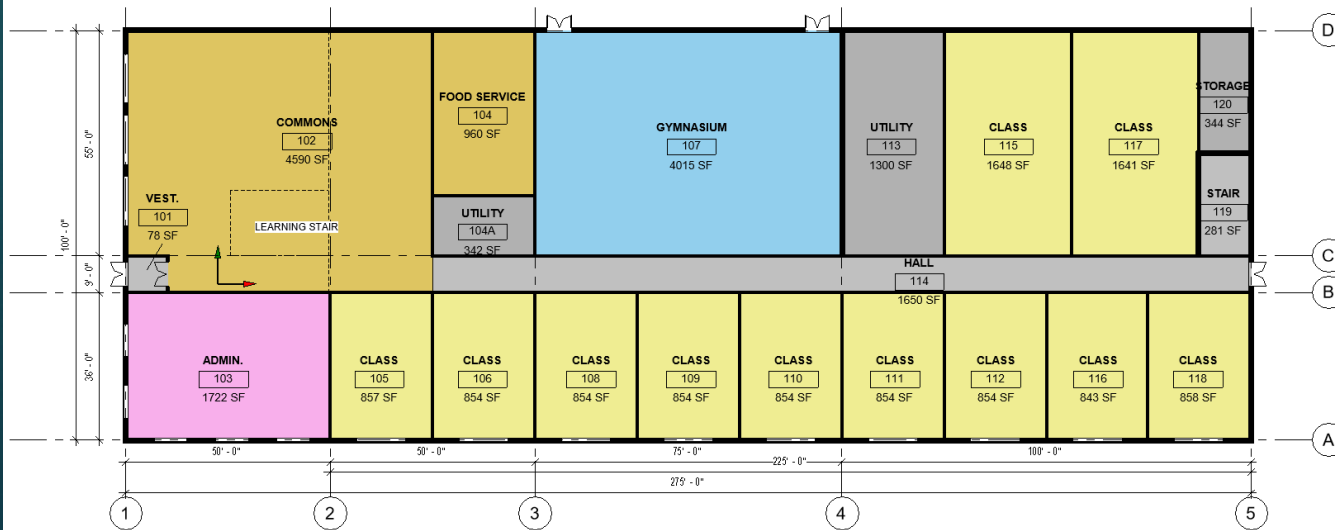 D
FOOD SERVICE
104
960 SF
STORAGE
120
344 SF
COMMONS
102
4590 SF
GYMNASIUM
107
4015 SF
UTILITY
113
1300 SF
CLASS
115
1648 SF
CLASS
117
1641 SF
55' - 0"
VEST.
101
78 SF
LEARNING STAIR
UTILITY
104A
342 SF
STAIR
119
281 SF
100' - 0"
C
9' - 0"
HALL
114
1650 SF
B
ADMIN.
103
1722 SF
CLASS
105
857 SF
CLASS
106
854 SF
CLASS
108
854 SF
CLASS
109
854 SF
CLASS
110
854 SF
CLASS
111
854 SF
CLASS
112
854 SF
CLASS
116
843 SF
CLASS
118
858 SF
36' - 0"
A
50' - 0"
50' - 0"
75' - 0"
100' - 0"
225' - 0"
275' - 0"
1
2
3
4
5